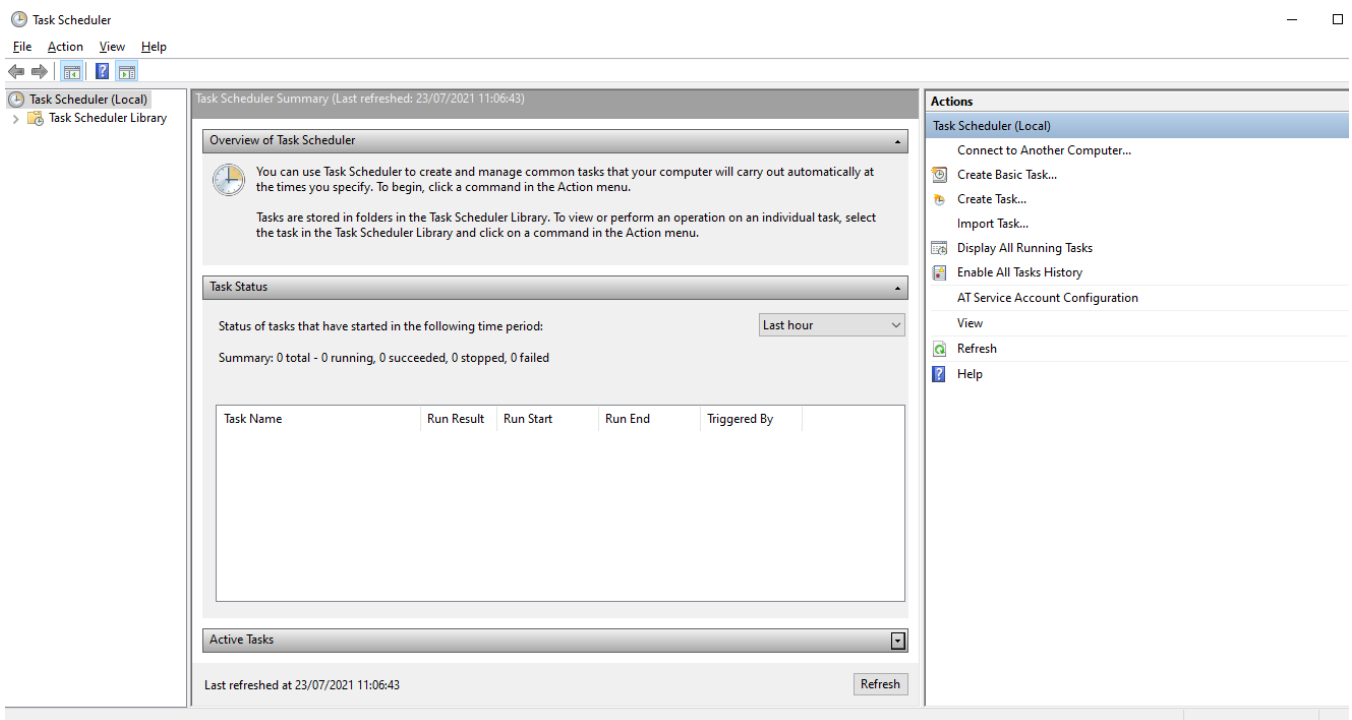 Task Scheduler
File Action View Help
Task Scheduler (Local)
Task Scheduler Library
Task Scheduler Summary (Last refreshed: 23/07/2021 11:06:43)
Overview of Task Scheduler
You can use Task Scheduler to create and manage common tasks that your computer will carry out automatically at
the times you specify. To begin, click a command in the Action menu.
Tasks are stored in folders in the Task Scheduler Library. To view or perform an operation on an individual task, select
the task in the Task Scheduler Library and click on a command in the Action menu.
Task Status
Status of tasks that have started in the following time period: Last hour
Summary: 0 total - 0 running, 0 succeeded, 0 stopped, 0 failed
Task Name Run Result Run Start Run End Triggered By
Active Tasks
Last refreshed at 23/07/2021 11:06:43 Refresh
Actions
Task Scheduler (Local)
Connect to Another Computer...
Create Basic Task...
Create Task...
Import Task...
Display All Running Tasks
Enable All Tasks History
AT Service Account Configuration
View
Refresh
Help